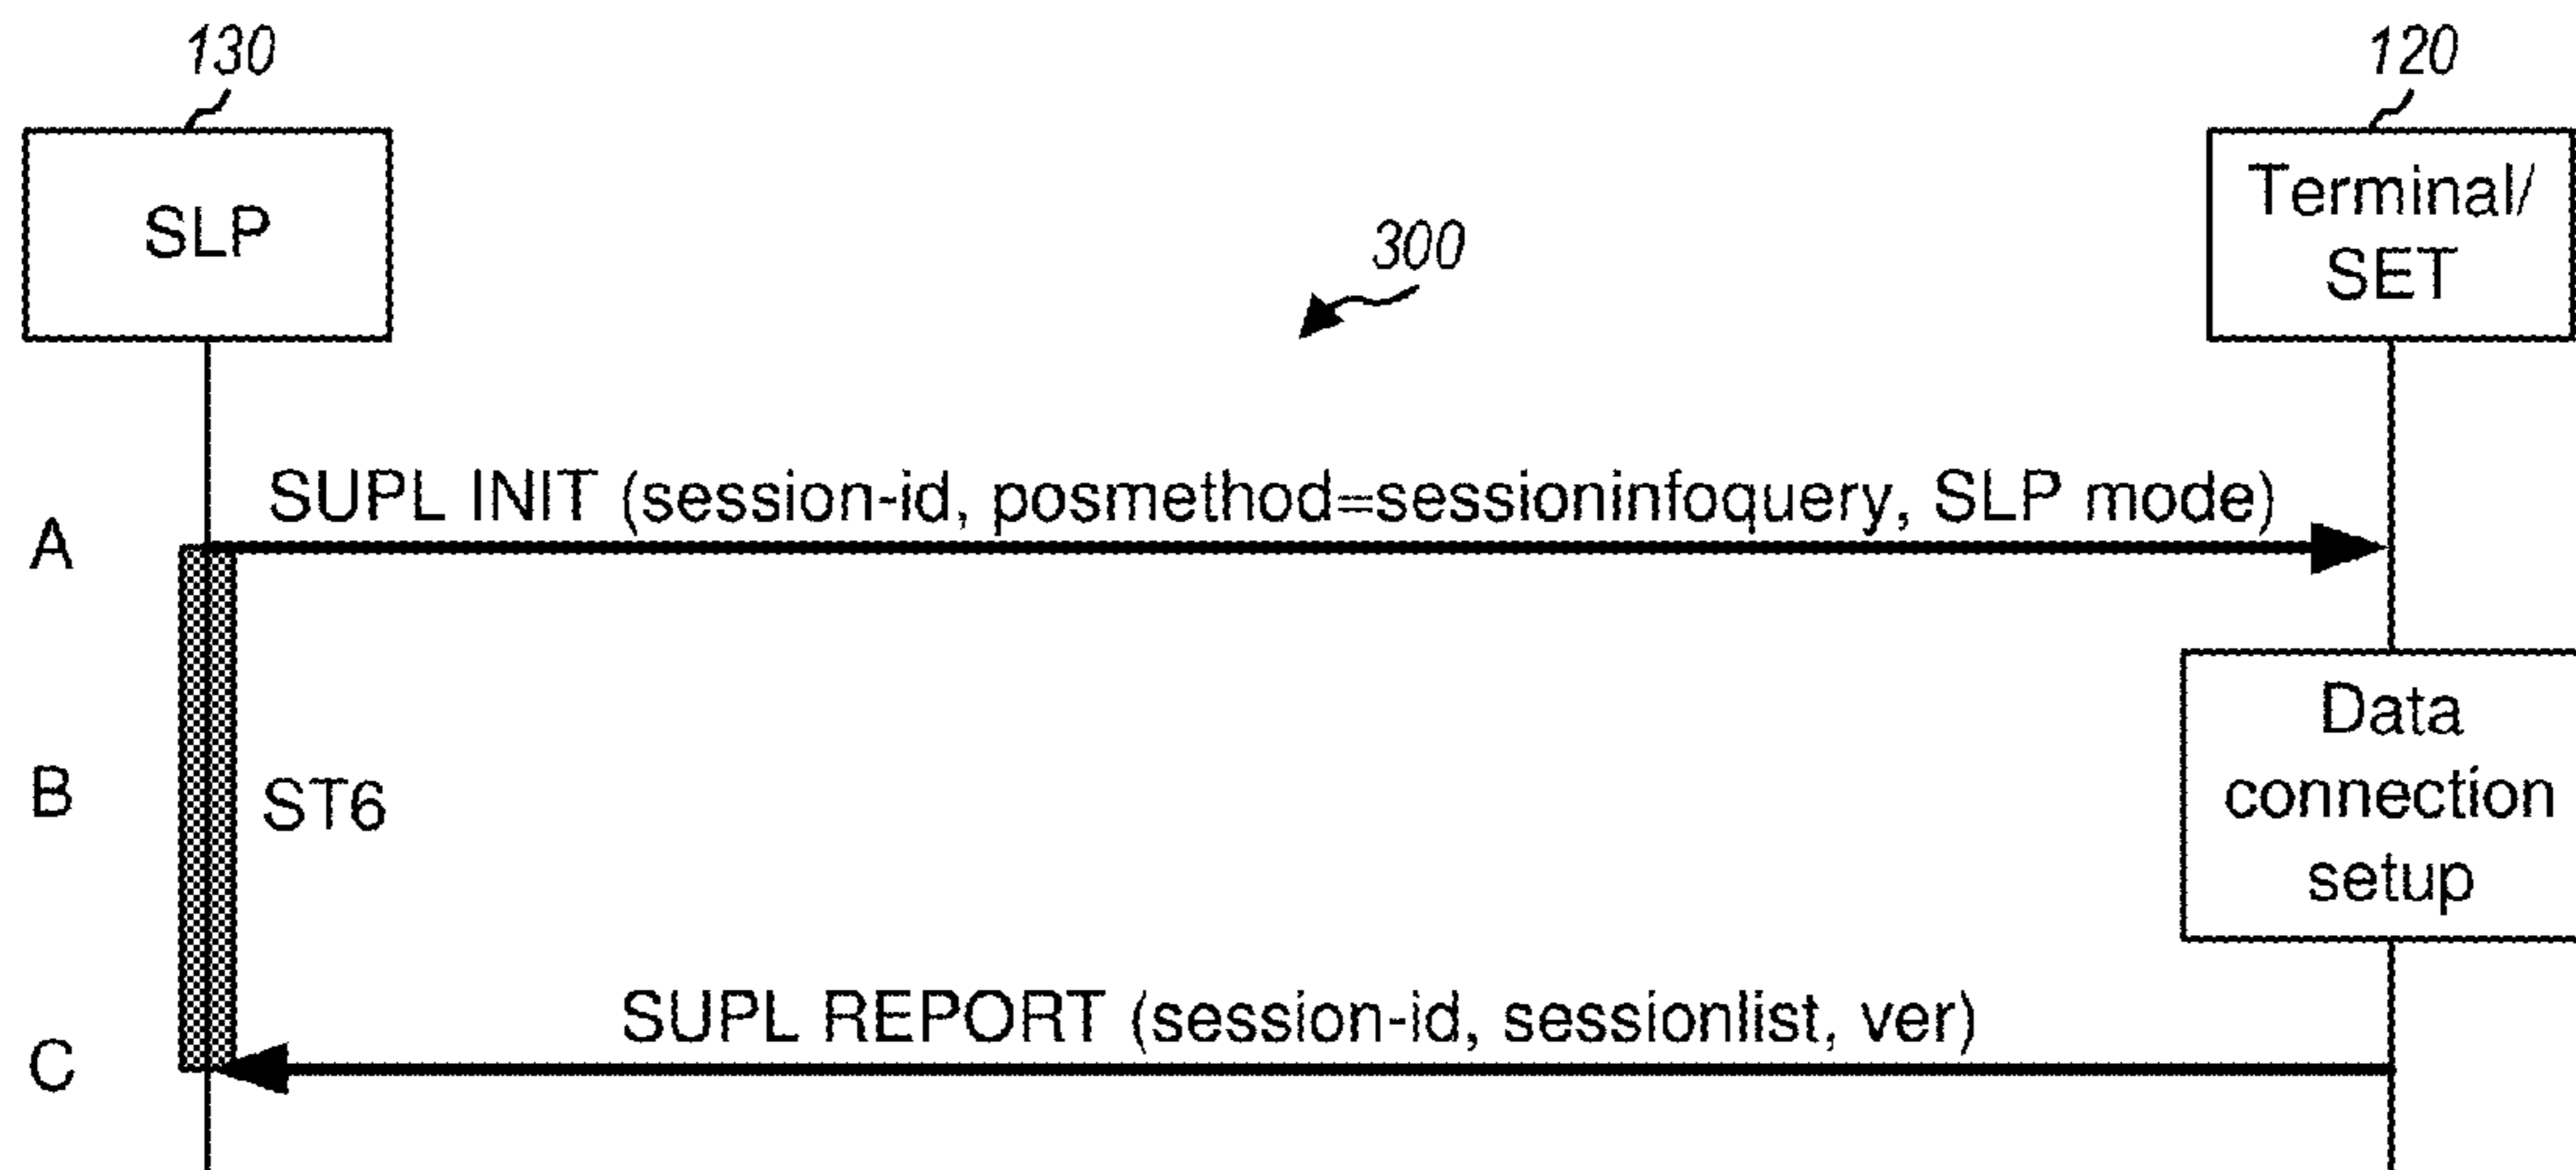 130
120
SLP
Terminal/
SET
300
SUPL INIT (session-id, posmethod=sessioninfoquery, SLP mode)
A
Data
connection
setup
B
ST6
SUPL REPORT (session-id, sessionlist, ver)
C